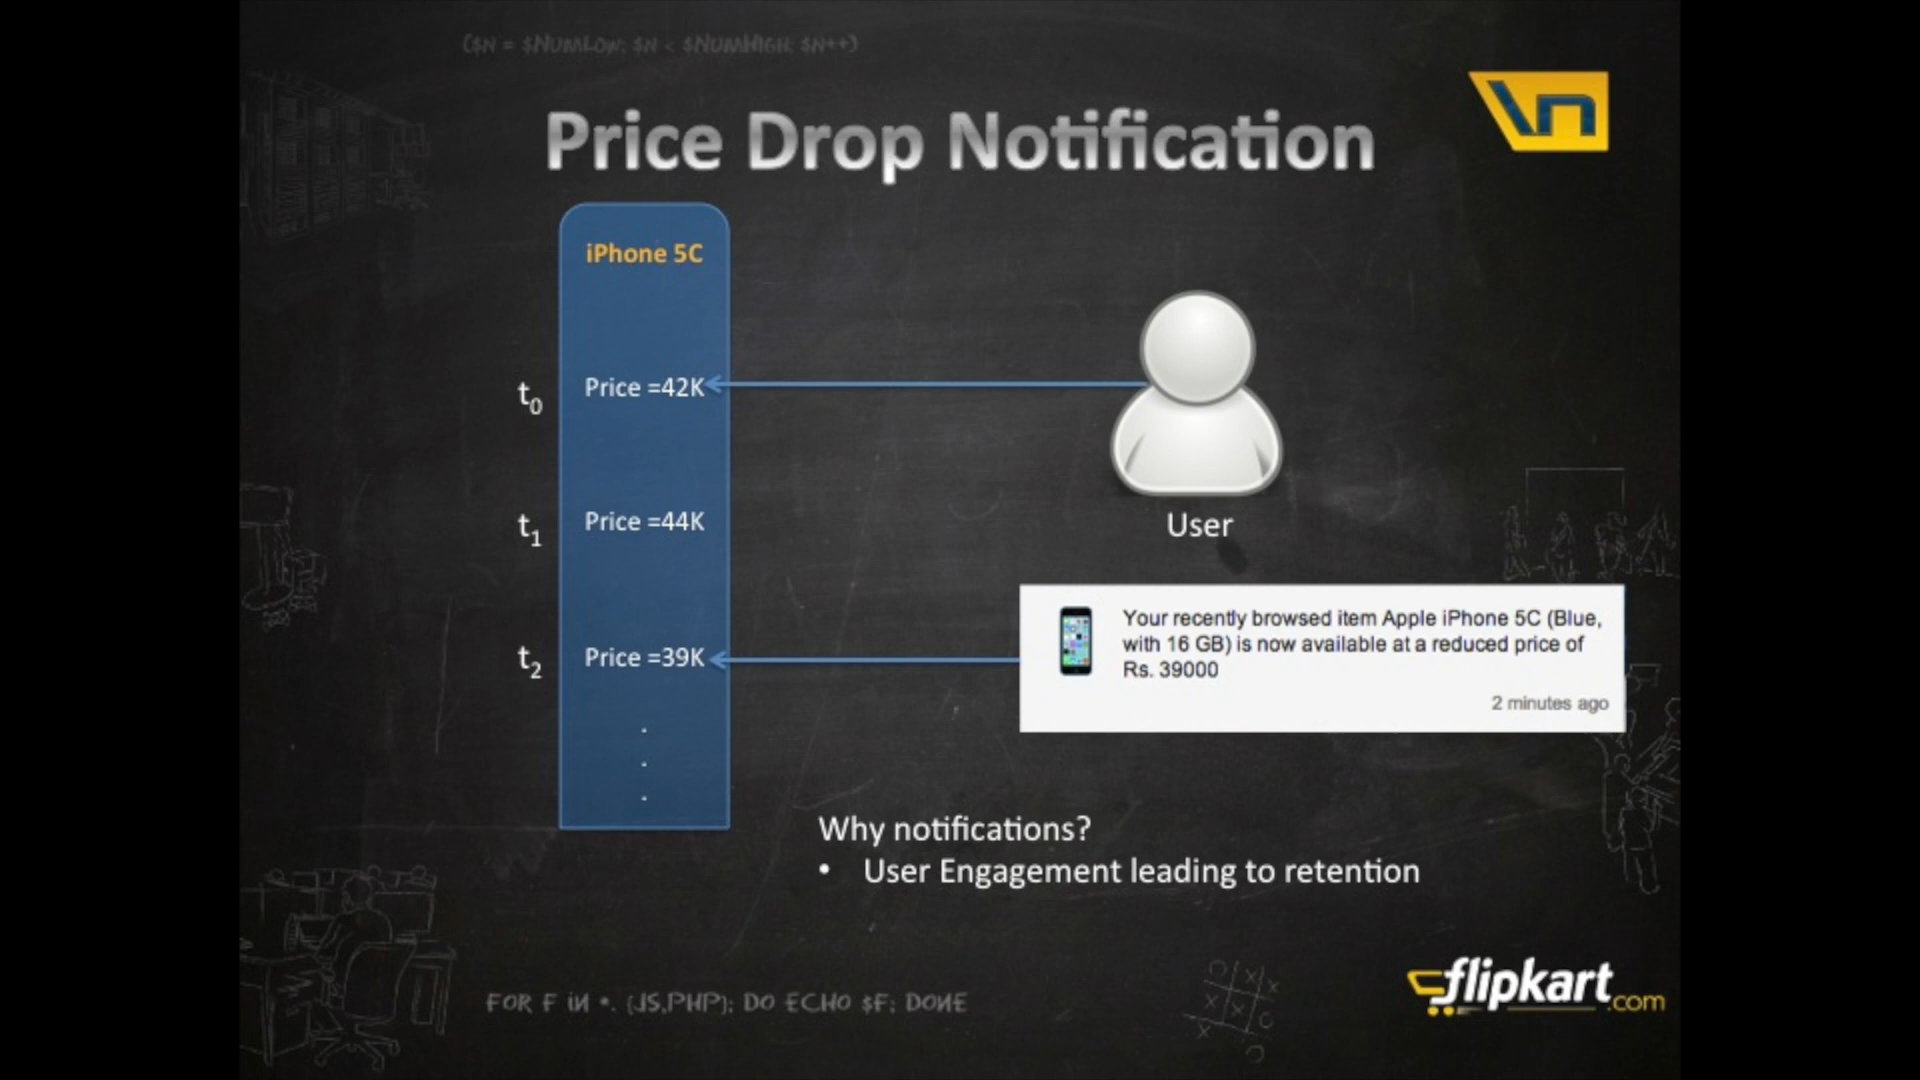 ($N = $NUMLOW; $N < $NUMHIGH; $N++)
\n
Price Drop Notification
iPhone 5C
t0 Price =42K
t1 Price =44K
User
t2 Price =39K
Your recently browsed item Apple iPhone 5C (Blue,
with 16 GB) is now available at a reduced price of
Rs. 39000
2 minutes ago
.
.
.
Why notifications?
• User Engagement leading to retention
FOR F IN *. {JS,PHP}; DO ECHO $F; DONE
flipkart.com